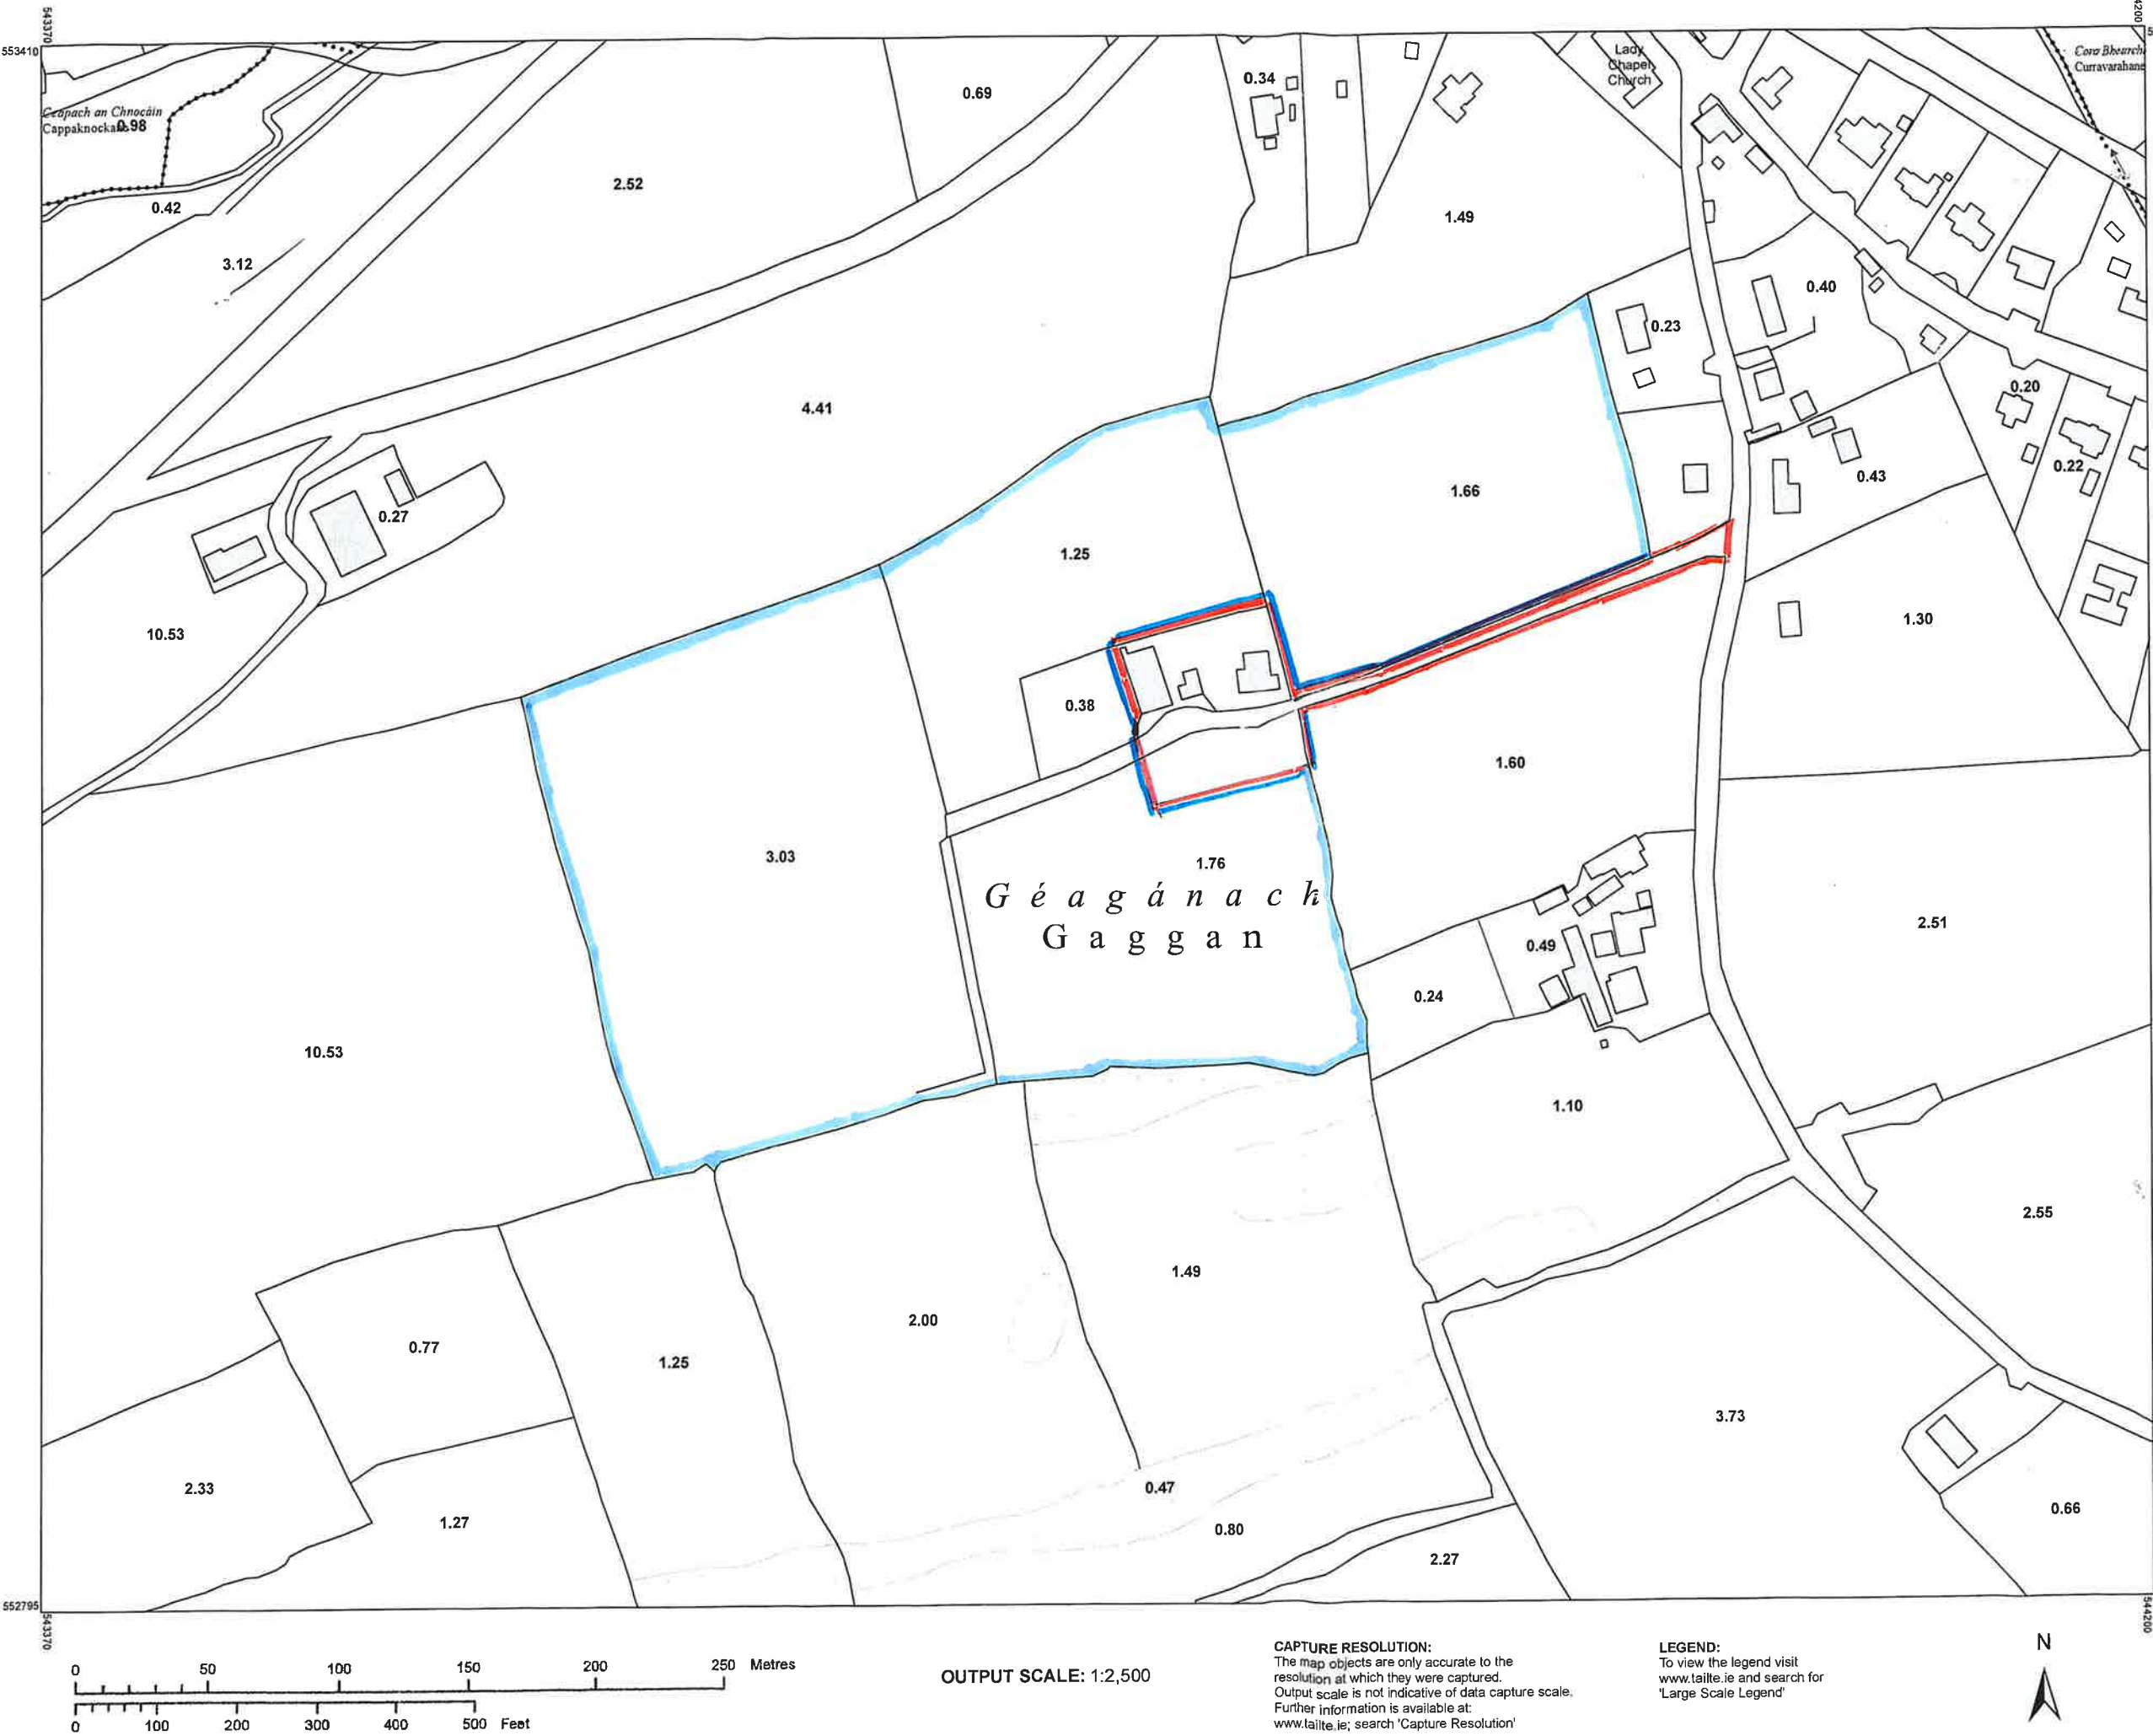 543370
4200
5
553410
Lady
Chapel
Church
Cora Bhearch
Curravarahane
Ceapach an Chnocáin
Cappaknockane
0.98
0.69
0.34
2.52
0.42
1.49
3.12
0.40
0.23
0.20
4.41
0.22
0.43
1.66
0.27
1.25
1.30
10.53
0.38
1.60
3.03
1.76
Géagánach
Gaggan
2.51
0.49
0.24
10.53
1.10
2.55
1.49
2.00
0.77
1.25
3.73
2.33
0.47
0.66
1.27
0.80
2.27
552795
543370
544200
0 50 100 150 200 250 Metres
0 100 200 300 400 500 Feet
OUTPUT SCALE: 1:2,500
CAPTURE RESOLUTION:
The map objects are only accurate to the
resolution at which they were captured.
Output scale is not indicative of data capture scale.
Further information is available at:
www.tailte.ie; search 'Capture Resolution'
LEGEND:
To view the legend visit
www.tailte.ie and search for
'Large Scale Legend'
N